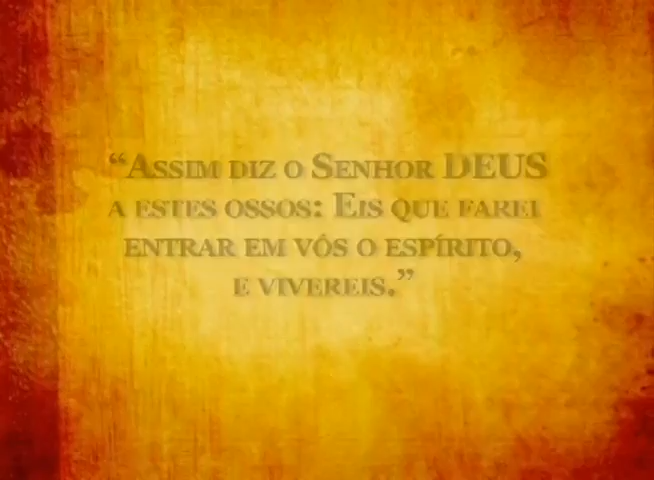 “Assim diz o Senhor DEUS
a estes ossos: Eis que farei
entrar em vós o espírito,
e vivereis.”